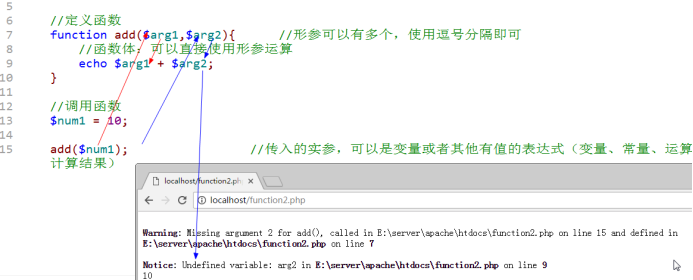 5
6 //定义函数
7 function add($arg1,$arg2){ //形参可以有多个，使用逗号分隔即可
8 //函数体：可以直接使用形参运算
9 echo $arg1 + $arg2;
10 }
11
12 //调用函数
13 $num1 = 10;
14
15 add($num1); //传入的实参，可以是变量或者其他有值的表达式（变量、常量、运算
计算结果）
localhost/function2.ph
localhost/function2.php
Warning: Missing argument 2 for add(), called in E:\server\apache\htdocs\function2.php on line 15 and defined in
E:\server\apache\htdocs\function2.php on line 7
Notice: Undefined variable: arg2 in E:\server\apache\htdocs\function2.php on line 9
10